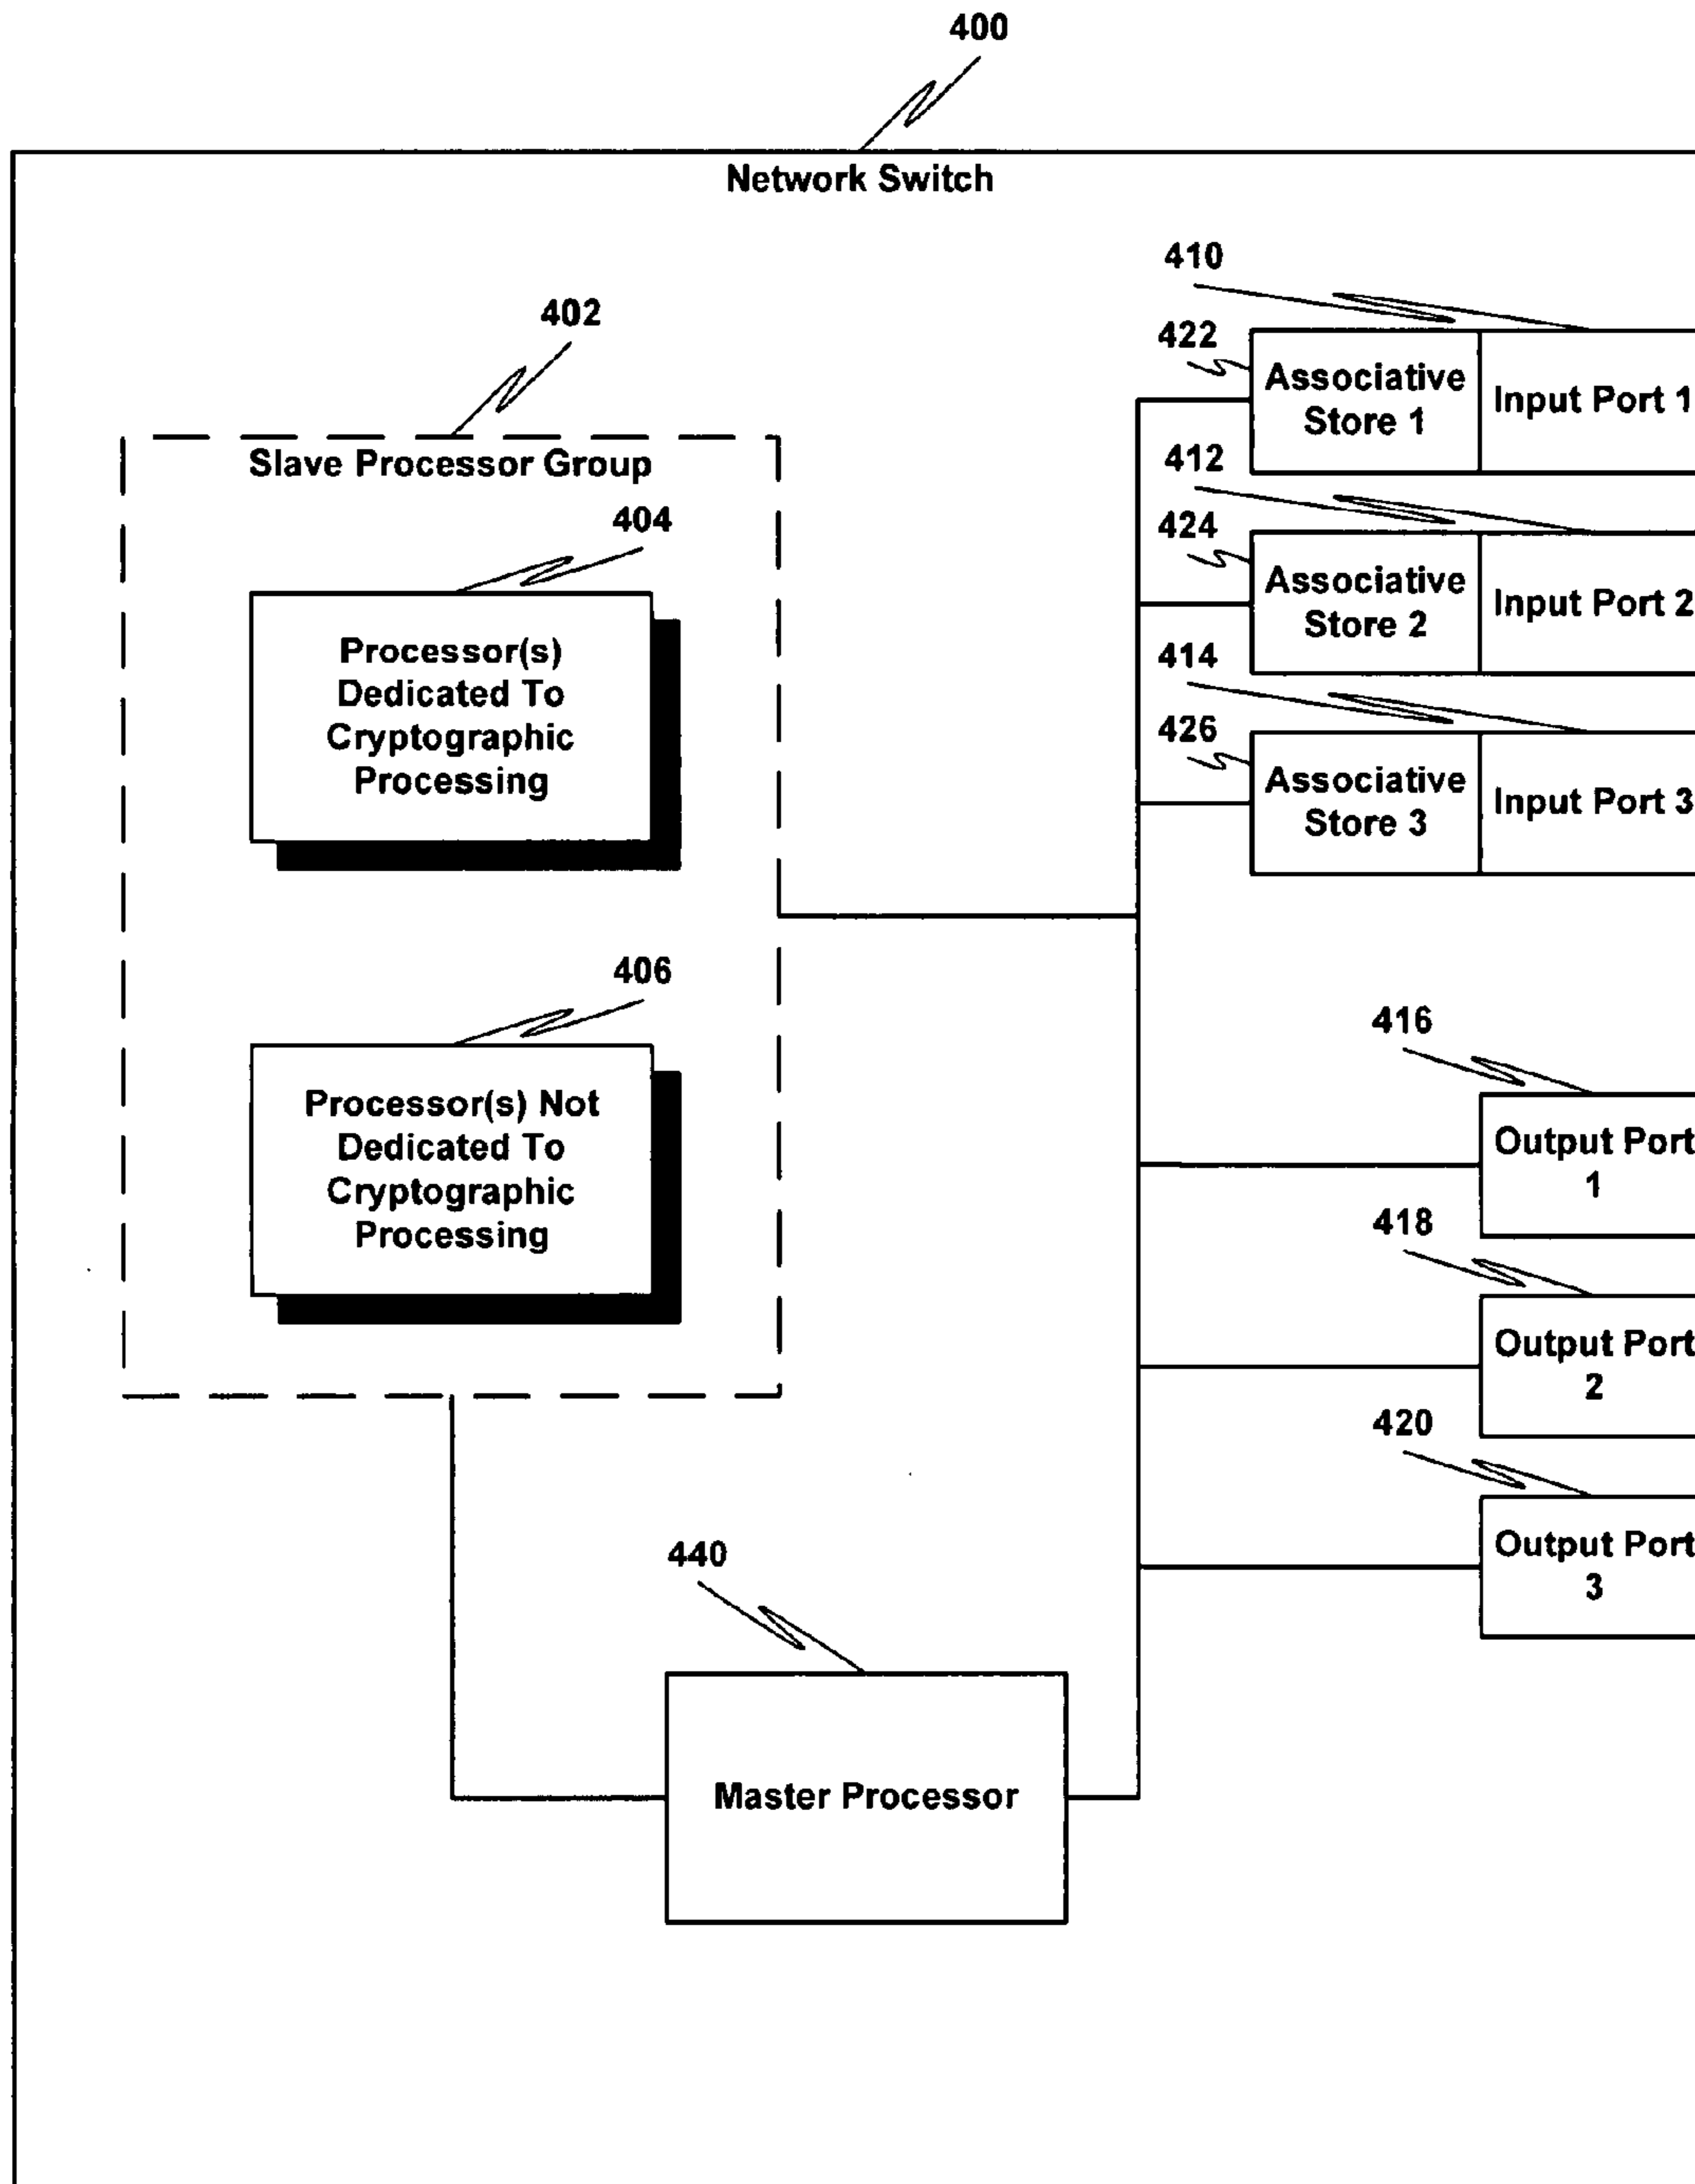 400
Network Switch
410
402
422
Associative
Store 1
Input Port 1
Slave Processor Group
412
404
424
Associative
Store 2
Input Port 2
Processor(s)
Dedicated To
Cryptographic
Processing
414
426
Associative
Store 3
Input Port 3
406
416
Processor(s) Not
Dedicated To
Cryptographic
Processing
Output Port
1
418
Output Port
2
420
Output Port
3
440
Master Processor